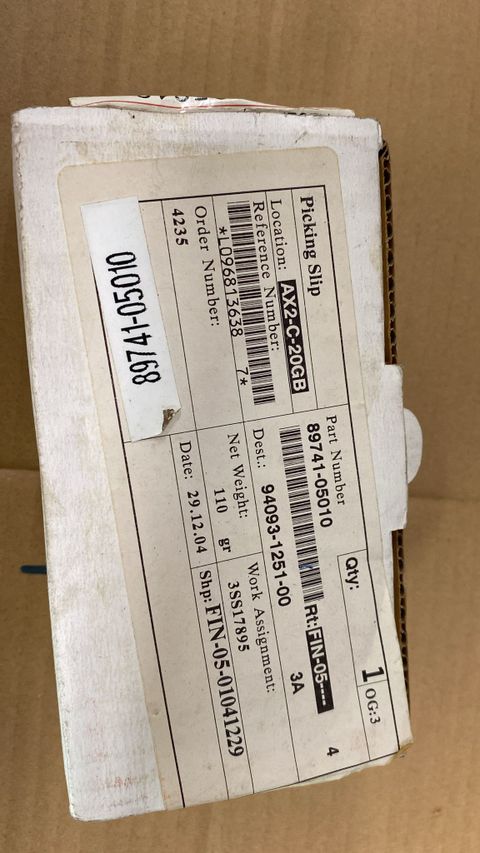 Picking Slip
Location: AX2-C-20GB
Reference Number:
*L096813638 7*
Order Number:
4235
Part Number
89741-05010
Qty: 1 OG:3
Rt: FIN-05----
4
3A
Dest.: 94093-1251-00
Net Weight:
110 gr
Work Assignment:
3SS17895
Date: 29.12.04
Shp: FIN-05-01041229
89741-05010